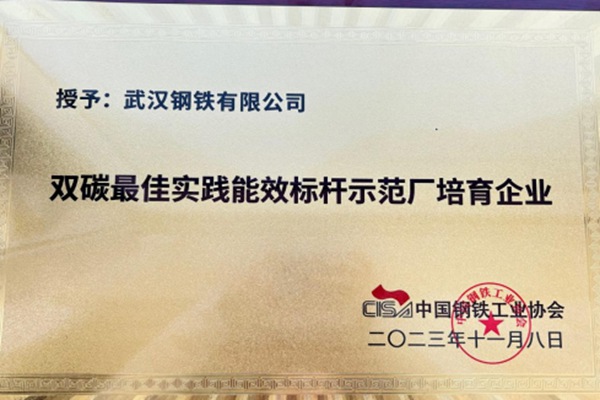 授予：武汉钢铁有限公司
双碳最佳实践能效标杆示范厂培育企业
CISA 中国钢铁工业协会
二〇二三年十一月八日